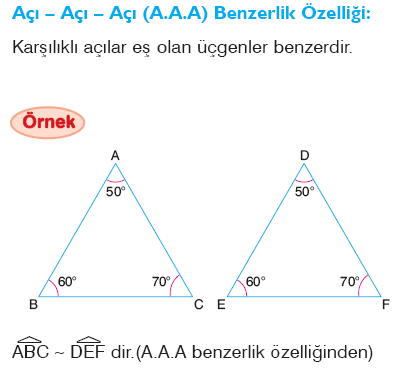 Açı – Açı – Açı (A.A.A) Benzerlik Özelliği:
Karşılıklı açılar eş olan üçgenler benzerdir.
Örnek
A D
50° 50°
60° 70° 60° 70°
B C E F
ABC ~ DEF dir.(A.A.A benzerlik özelliğinden)